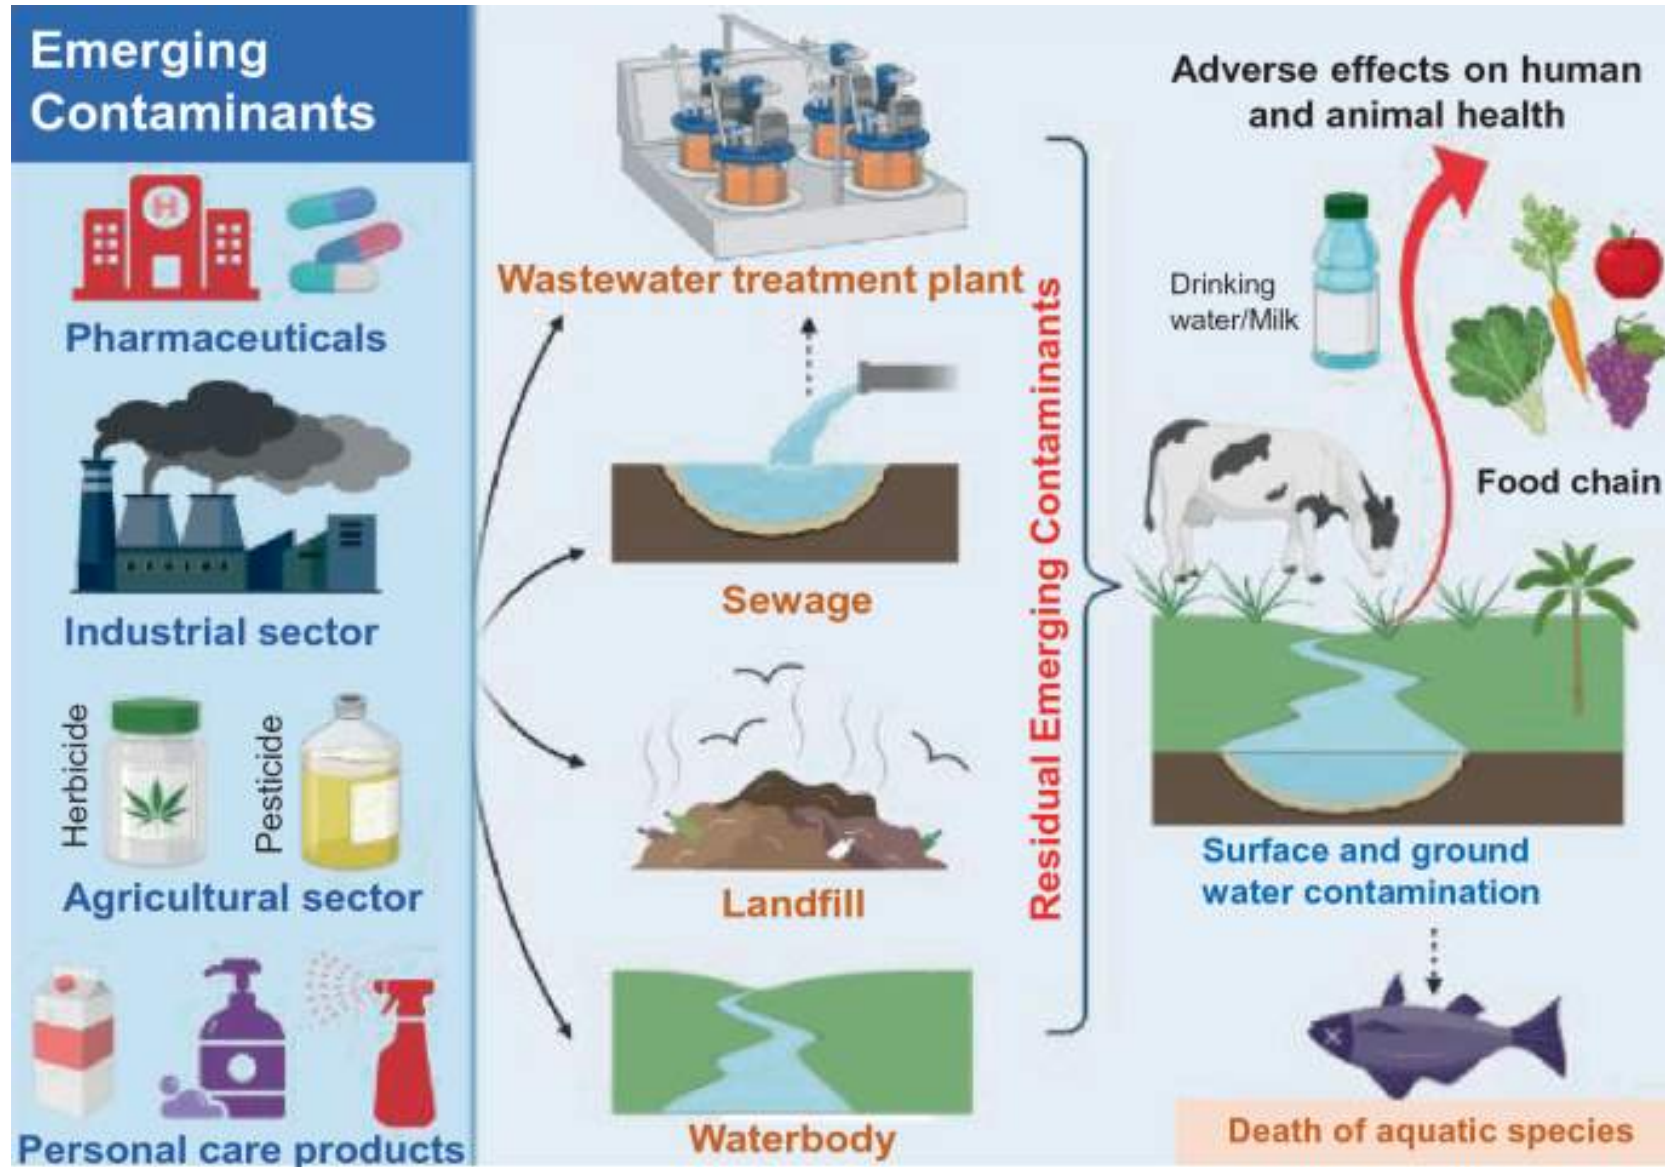 Emerging
Contaminants
H
Pharmaceuticals
Industrial sector
Herbicide
Pesticide
Agricultural sector
Personal care products
Wastewater treatment plant
Sewage
Landfill
Waterbody
Residual Emerging Contaminants
Adverse effects on human
and animal health
Drinking
water/Milk
Food chain
Surface and ground
water contamination
Death of aquatic species